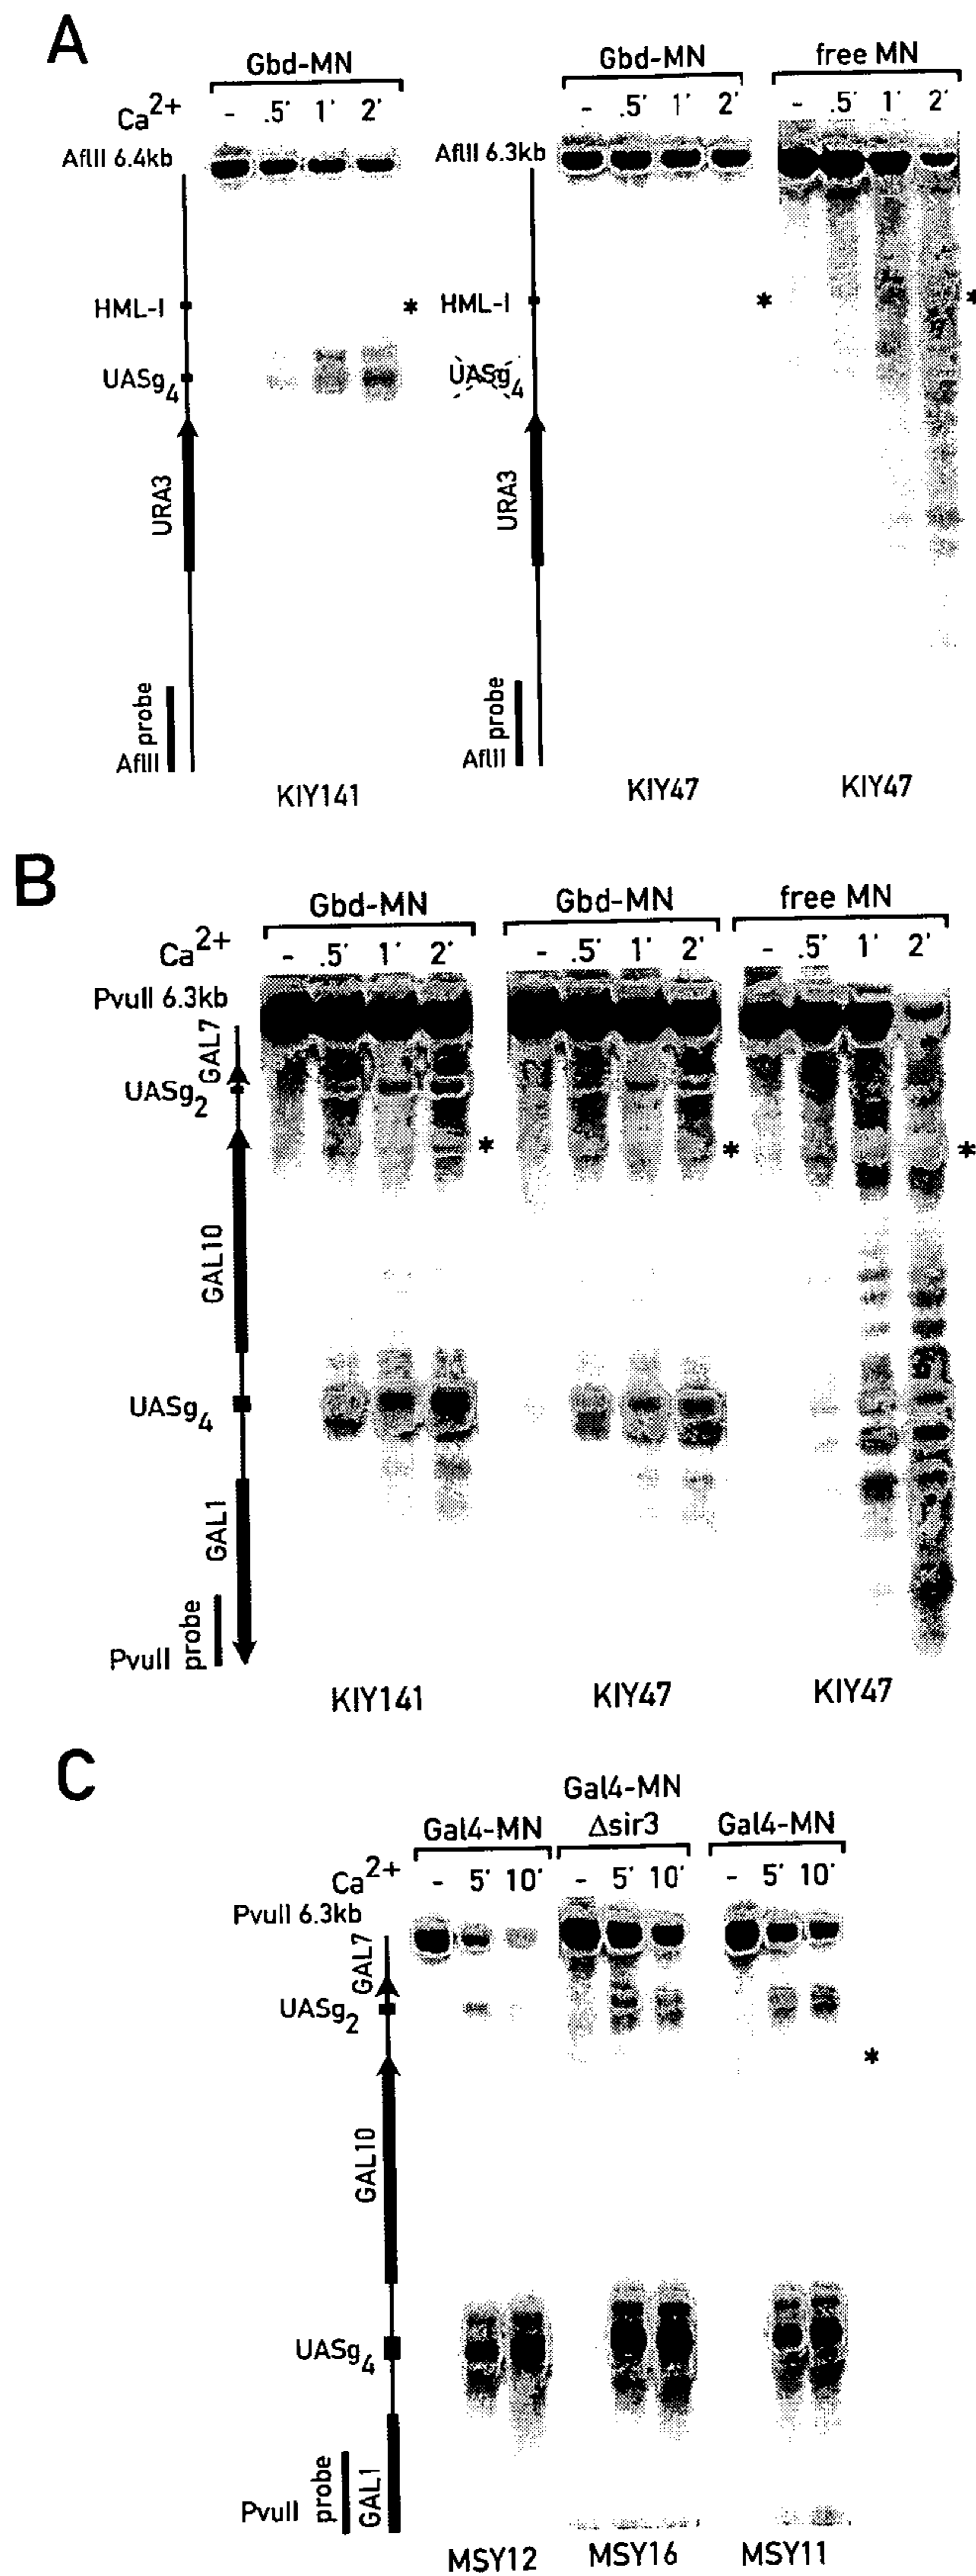 A
Gbd-MN Gbd-MN free MN
Ca2+ - .5' 1' 2' - .5' 1' 2' - .5' 1' 2'
AflII 6.4kb AflII 6.3kb
HML-I * HML-I * *
UASg4 UASg4
URA3 URA3
probe probe
AflII AflII
KIY141 KIY47 KIY47
B
Gbd-MN Gbd-MN free MN
Ca2+ - .5' 1' 2' - .5' 1' 2' - .5' 1' 2'
PvuII 6.3kb
GAL7
UASg2
* * *
GAL10
UASg4
GAL1
probe
PvuII
KIY141 KIY47 KIY47
C
Gal4-MN Gal4-MN Δsir3 Gal4-MN
Ca2+ - 5' 10' - 5' 10' - 5' 10'
PvuII 6.3kb
GAL7
UASg2
*
GAL10
UASg4
GAL1
probe
PvuII
MSY12 MSY16 MSY11